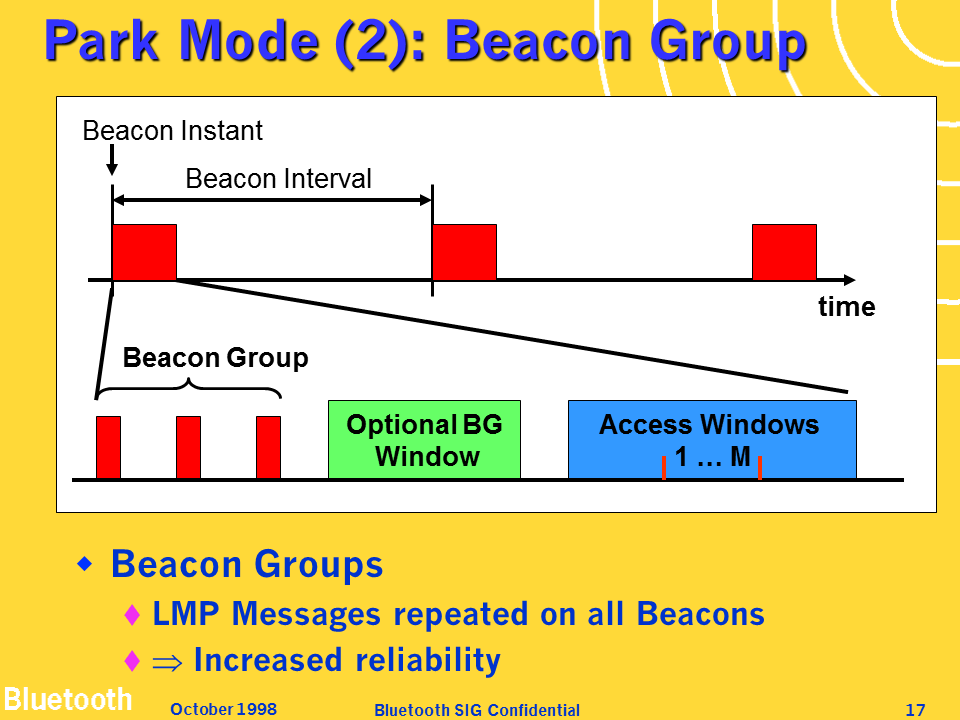 Park Mode (2): Beacon Group
Beacon Instant
Beacon Interval
time
Beacon Group
Optional BG
Window
Access Windows
1 … M
Beacon Groups
LMP Messages repeated on all Beacons
⇒ Increased reliability
Bluetooth
October 1998
Bluetooth SIG Confidential
17